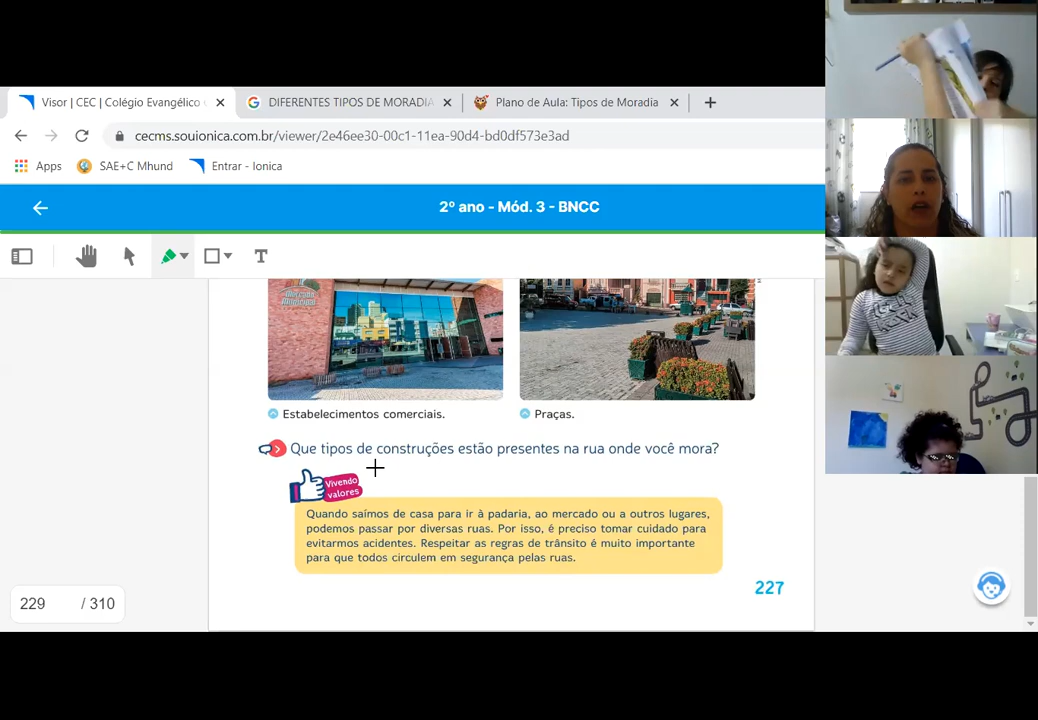 Visor | CEC | Colégio Evangélico
DIFERENTES TIPOS DE MORADIA
Plano de Aula: Tipos de Moradia
cecms.souionica.com.br/viewer/2e46ee30-00c1-11ea-90d4-bd0df573e3ad
Apps
SAE+C Mhund
Entrar - Ionica
2º ano - Mód. 3 - BNCC
T
Mercado
Municipal
Estabelecimentos comerciais.
Praças.
Que tipos de construções estão presentes na rua onde você mora?
Vivendo
valores
Quando saímos de casa para ir à padaria, ao mercado ou a outros lugares,
podemos passar por diversas ruas. Por isso, é preciso tomar cuidado para
evitarmos acidentes. Respeitar as regras de trânsito é muito importante
para que todos circulem em segurança pelas ruas.
227
229 / 310